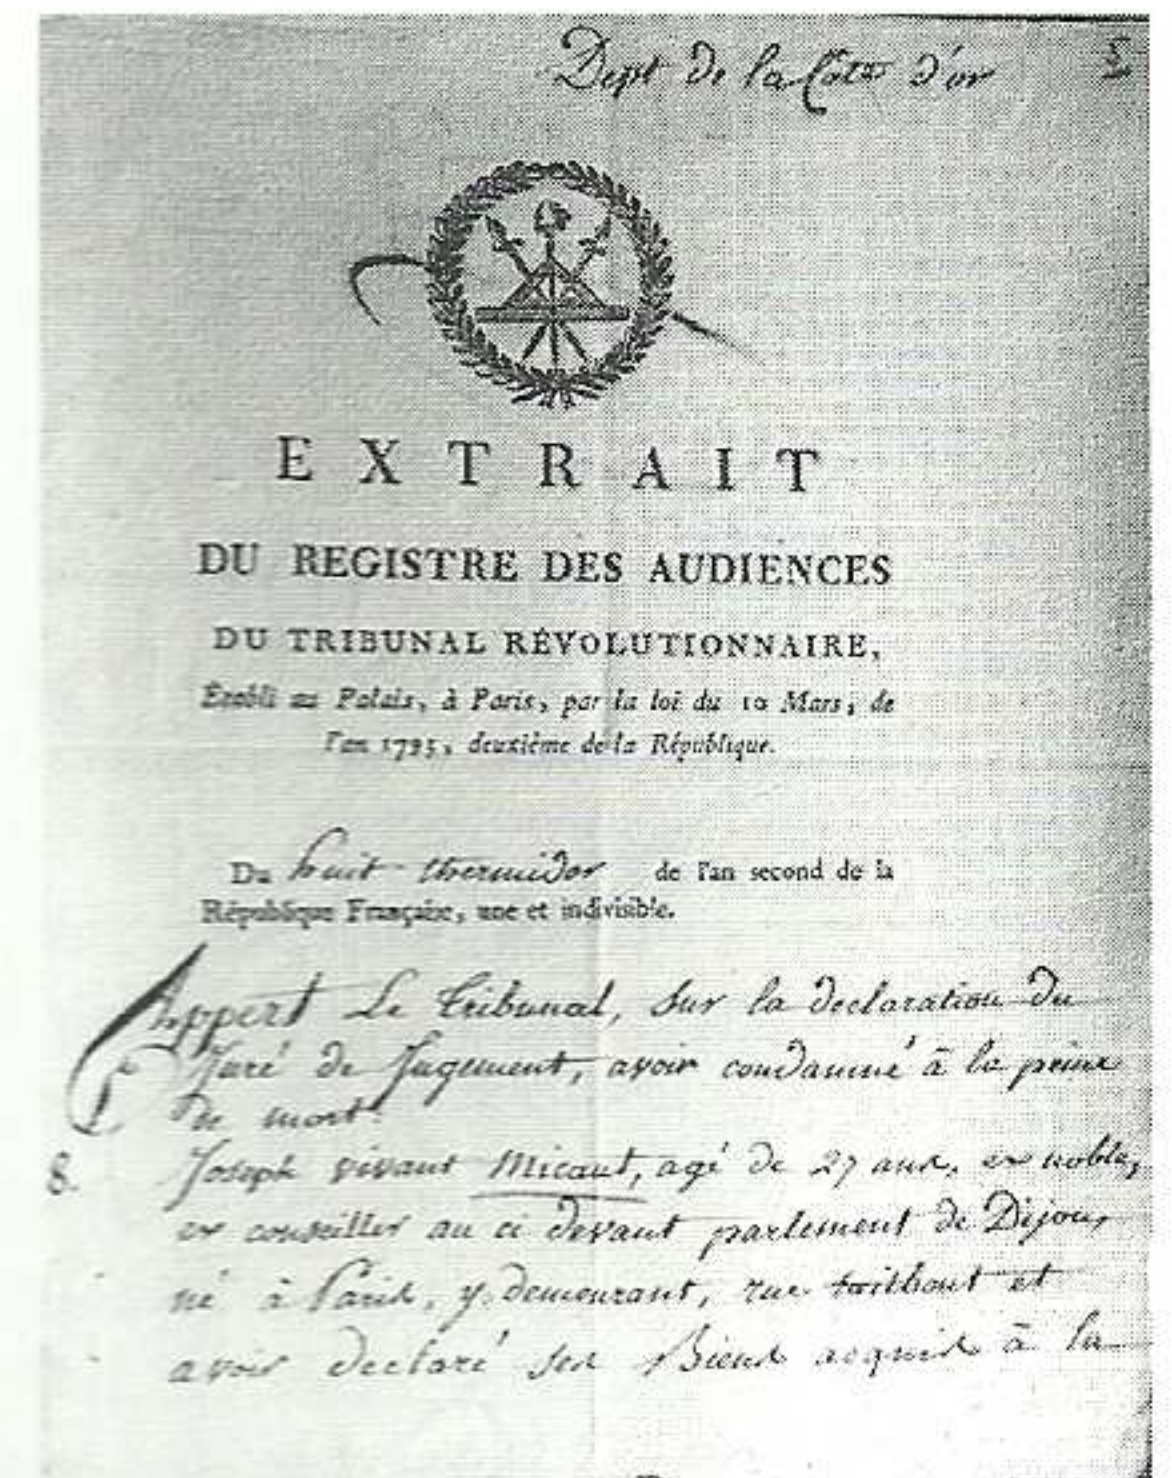 Dept de la Côte d'or
EXTRAIT
DU REGISTRE DES AUDIENCES
DU TRIBUNAL RÉVOLUTIONNAIRE,
Établi au Palais, à Paris, par la loi du 10 Mars, de
l'an 1793, deuxième de la République.
Du huit thermidor de l'an second de la
République Française, une et indivisible.
Appert Le Tribunal, sur la declaration du
Juré de Jugement, avoir condamné à la peine
de mort.
8. Joseph vivant Micaut, agé de 27 ans, ex noble,
ex conseiller au ci devant parlement de Dijon,
né à Paris, y demeurant, rue taitbout et
avoir declaré ses Biens acquis à la